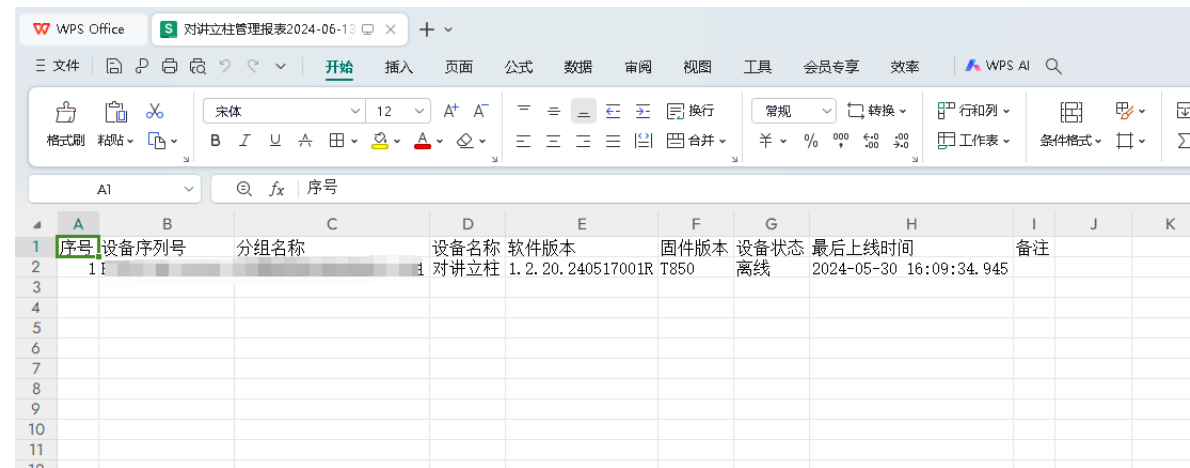 WPS Office
对讲立柱管理报表2024-06-13
三 文件 开始 插入 页面 公式 数据 审阅 视图 工具 会员专享 效率 WPS AI
宋体 12 A+ A- 换行 常规 转换 行和列
格式刷 粘贴 B I U A A 合并 ¥ % 000 工作表 条件格式
A1 fx 序号
A B C D E F G H I J K
1 序号 设备序列号 分组名称 设备名称 软件版本 固件版本 设备状态 最后上线时间 备注
2 1 对讲立柱 1.2.20.240517001R T850 离线 2024-05-30 16:09:34.945
3
4
5
6
7
8
9
10
11